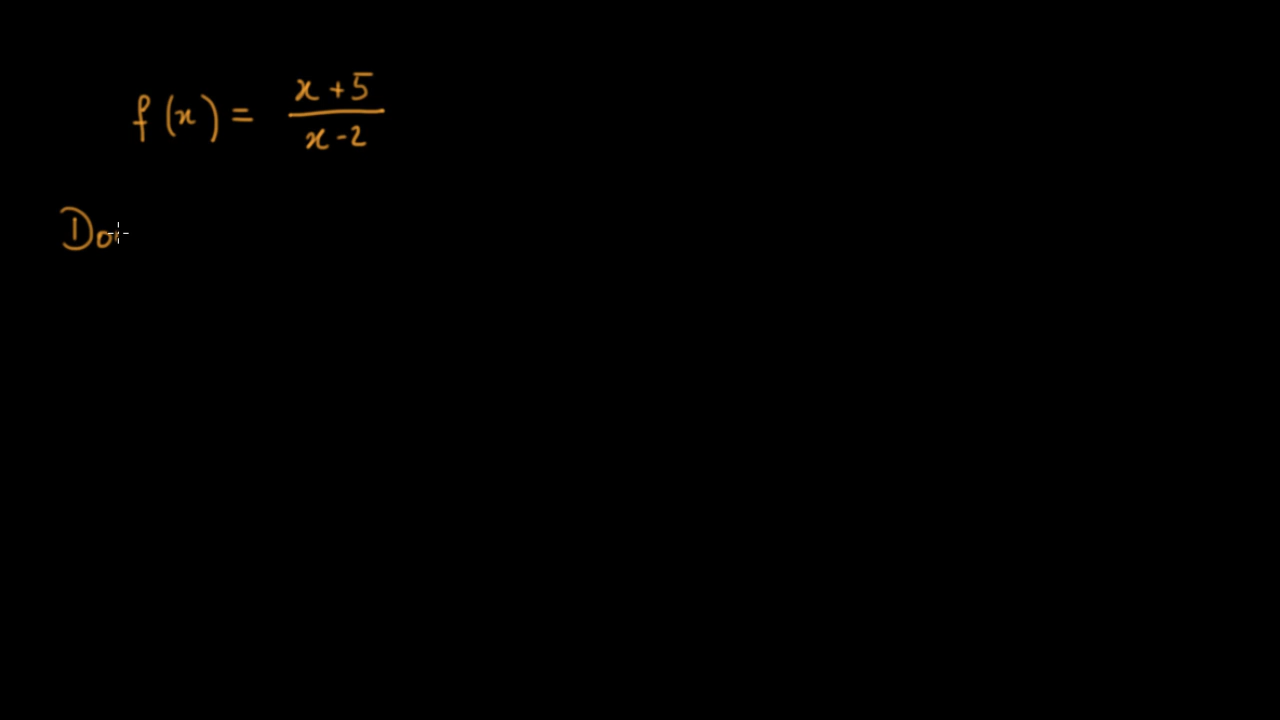 f(x) = x+5 / x-2
Do